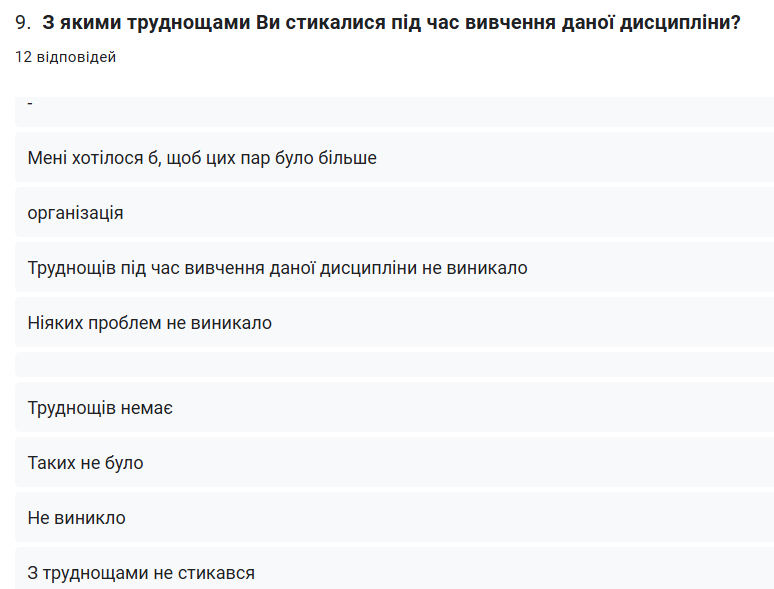 9. З якими труднощами Ви стикалися під час вивчення даної дисципліни?
12 відповідей
-
Мені хотілося б, щоб цих пар було більше
організація
Труднощів під час вивчення даної дисципліни не виникало
Ніяких проблем не виникало
Труднощів немає
Таких не було
Не виникло
З труднощами не стикався